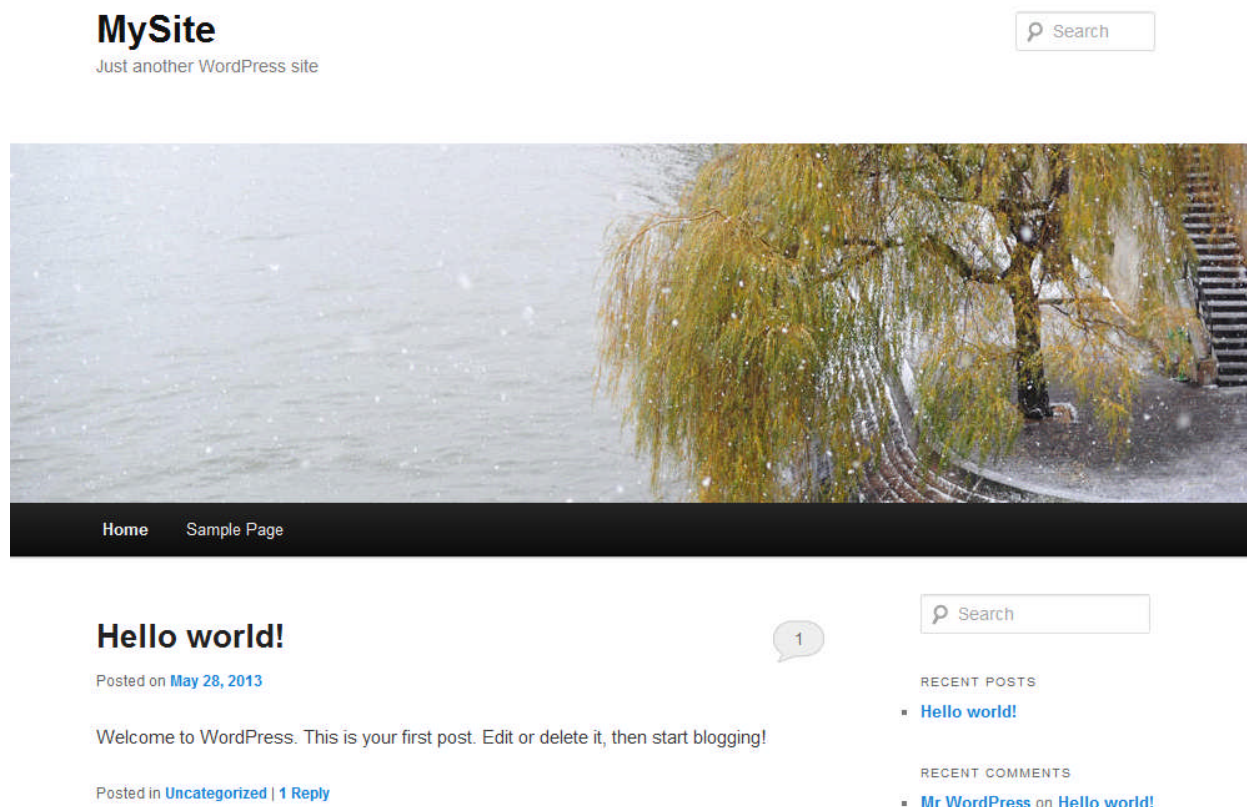 MySite
Just another WordPress site
Search
Home
Sample Page
Hello world!
1
Posted on May 28, 2013
Welcome to WordPress. This is your first post. Edit or delete it, then start blogging!
Posted in Uncategorized | 1 Reply
Search
RECENT POSTS
Hello world!
RECENT COMMENTS
Mr WordPress on Hello world!